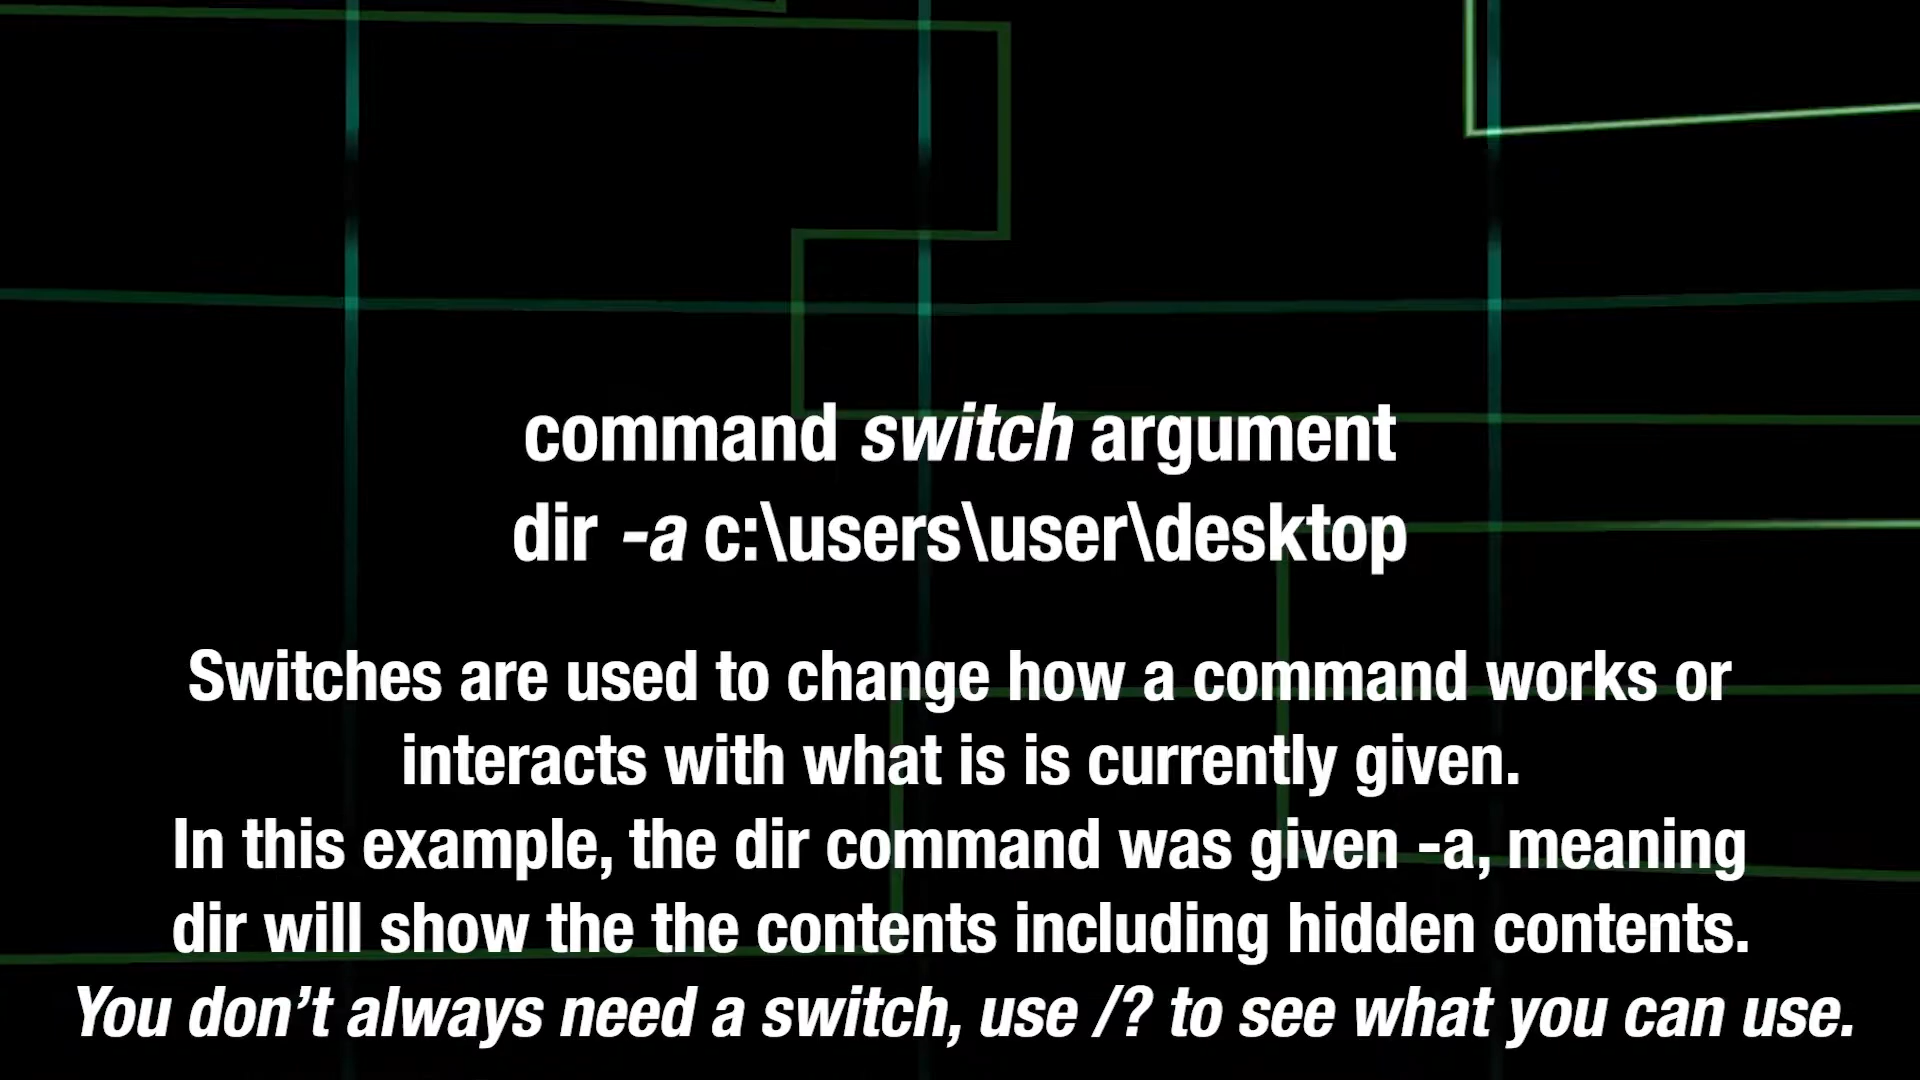 command switch argument
dir -a c:\users\user\desktop
Switches are used to change how a command works or
interacts with what is is currently given.
In this example, the dir command was given -a, meaning
dir will show the the contents including hidden contents.
You don’t always need a switch, use /? to see what you can use.